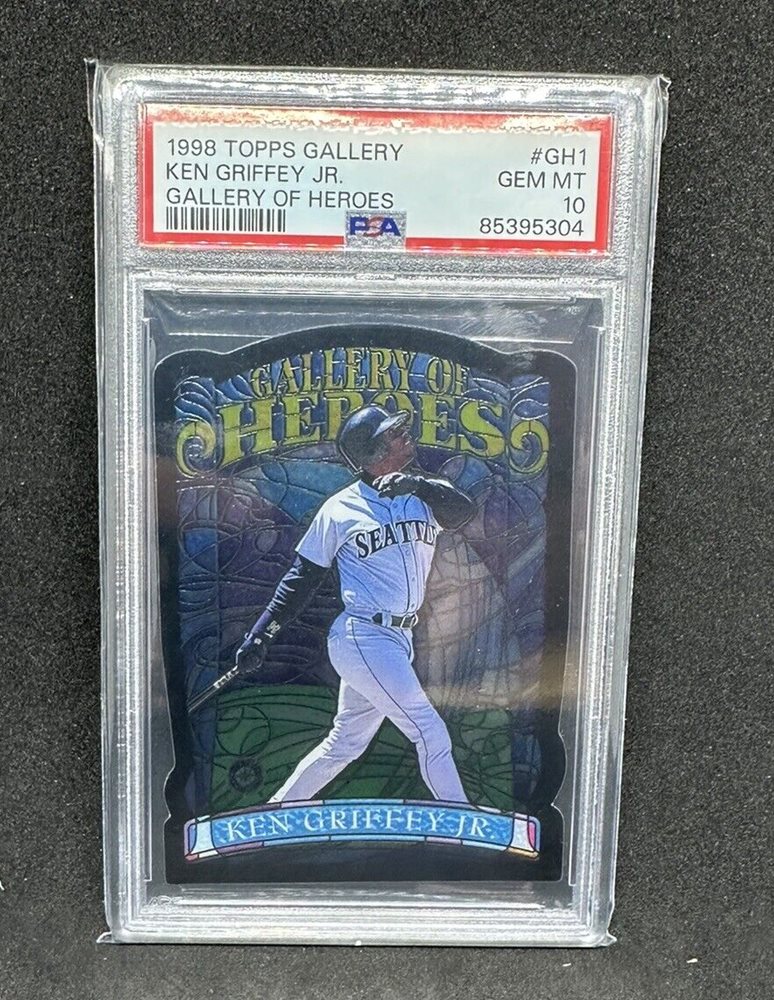 1998 TOPPS GALLERY #GH1
KEN GRIFFEY JR. GEM MT
GALLERY OF HEROES 10
PSA 85395304
GALLERY OF
HEROES
SEATTLE
KEN GRIFFEY JR.